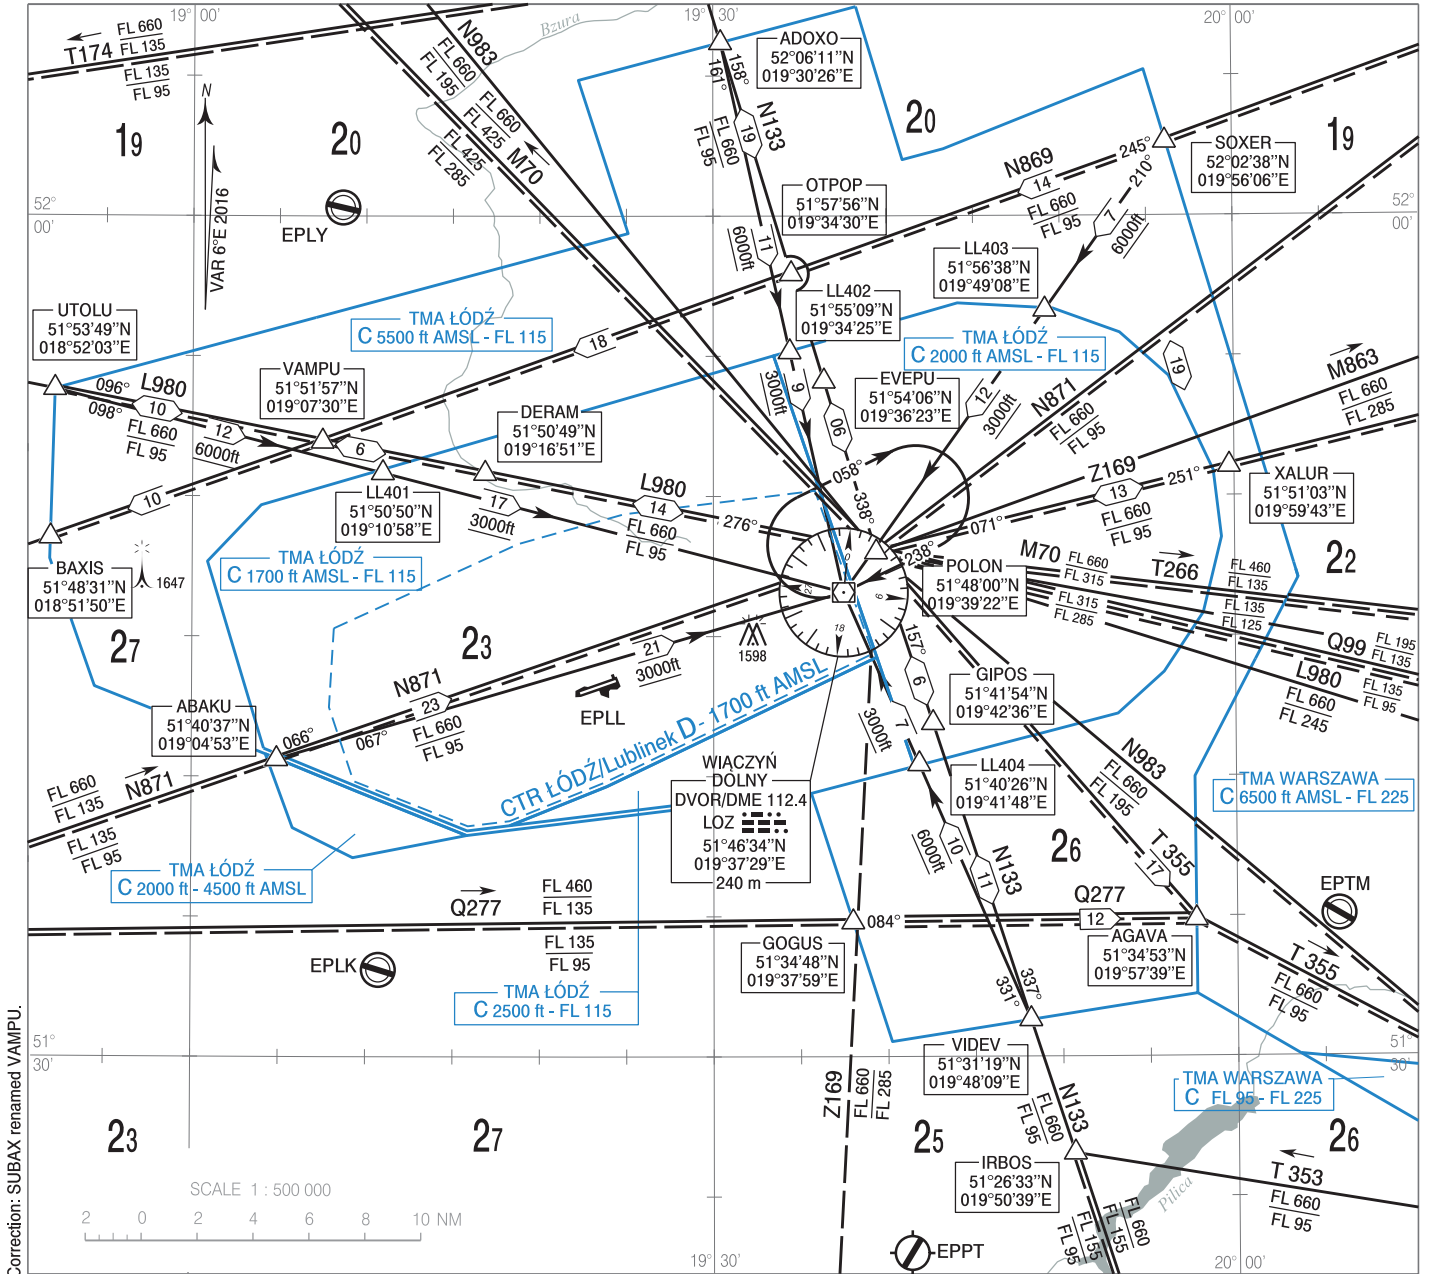 19° 00'
19° 30'
20° 00'
Bzura
T174
FL 660
FL 135
FL 135
FL 95
N983
FL 660
FL 195
FL 660
FL 425
FL 425
FL 285
M70
ADOXO
52°06'11"N
019°30'26"E
158°
161°
N133
19
FL 660
FL 95
20
19
20
19
N
VAR 6°E 2016
EPLY
52°
00'
52°
00'
SOXER
52°02'38"N
019°56'06"E
245°
210°
N869
14
FL 660
FL 95
7
6000ft
OTPOP
51°57'56"N
019°34'30"E
11
6000ft
LL403
51°56'38"N
019°49'08"E
LL402
51°55'09"N
019°34'25"E
UTOLU
51°53'49"N
018°52'03"E
TMA ŁÓDŹ
C 5500 ft AMSL - FL 115
18
TMA ŁÓDŹ
C 2000 ft AMSL - FL 115
19
M863
FL 660
FL 285
VAMPU
51°51'57"N
019°07'30"E
096°
L980
098°
10
FL 660
FL 95
12
6000ft
6
DERAM
51°50'49"N
019°16'51"E
EVEPU
51°54'06"N
019°36'23"E
9
3000ft
06
12
3000ft
N871
FL 660
FL 95
LL401
51°50'50"N
019°10'58"E
17
3000ft
L980
14
FL 660
FL 95
276°
058°
338°
Z169
13
251°
071°
FL 660
FL 95
XALUR
51°51'03"N
019°59'43"E
10
BAXIS
51°48'31"N
018°51'50"E
1647
TMA ŁÓDŹ
C 1700 ft AMSL - FL 115
238°
POLON
51°48'00"N
019°39'22"E
M70
FL 660
FL 315
T266
FL 460
FL 135
22
FL 315
FL 285
FL 135
FL 125
Q99
FL 195
FL 135
L980
FL 660
FL 245
FL 135
FL 95
0
9
18
27
27
23
1598
21
3000ft
EPLL
N871
23
FL 660
FL 95
157°
6
GIPOS
51°41'54"N
019°42'36"E
ABAKU
51°40'37"N
019°04'53"E
066°
067°
CTR ŁÓDŹ/Lublinek D - 1700 ft AMSL
3000ft
7
N983
FL 660
FL 195
FL 660
FL 135
N871
FL 135
FL 95
WIĄCZYŃ
DOLNY
DVOR/DME 112.4
LOZ
51°46'34"N
019°37'29"E
240 m
LL404
51°40'26"N
019°41'48"E
TMA WARSZAWA
C 6500 ft AMSL - FL 225
6000ft
10
11
N133
26
T 355
17
TMA ŁÓDŹ
C 2000 ft - 4500 ft AMSL
EPTM
Q277
FL 460
FL 135
FL 135
FL 95
084°
12
GOGUS
51°34'48"N
019°37'59"E
AGAVA
51°34'53"N
019°57'39"E
T 355
FL 660
FL 95
EPLK
TMA ŁÓDŹ
C 2500 ft - FL 115
331°
337°
VIDEV
51°31'19"N
019°48'09"E
51°
30'
51°
30'
Z169
FL 660
FL 285
N133
FL 660
FL 95
TMA WARSZAWA
C FL 95 - FL 225
23
27
25
26
IRBOS
51°26'33"N
019°50'39"E
T 353
FL 660
FL 95
Pilica
FL 660
FL 155
FL 155
FL 95
EPPT
SCALE 1 : 500 000
2 0 2 4 6 8 10 NM
19° 30'
20° 00'
Correction: SUBAX renamed VAMPU.